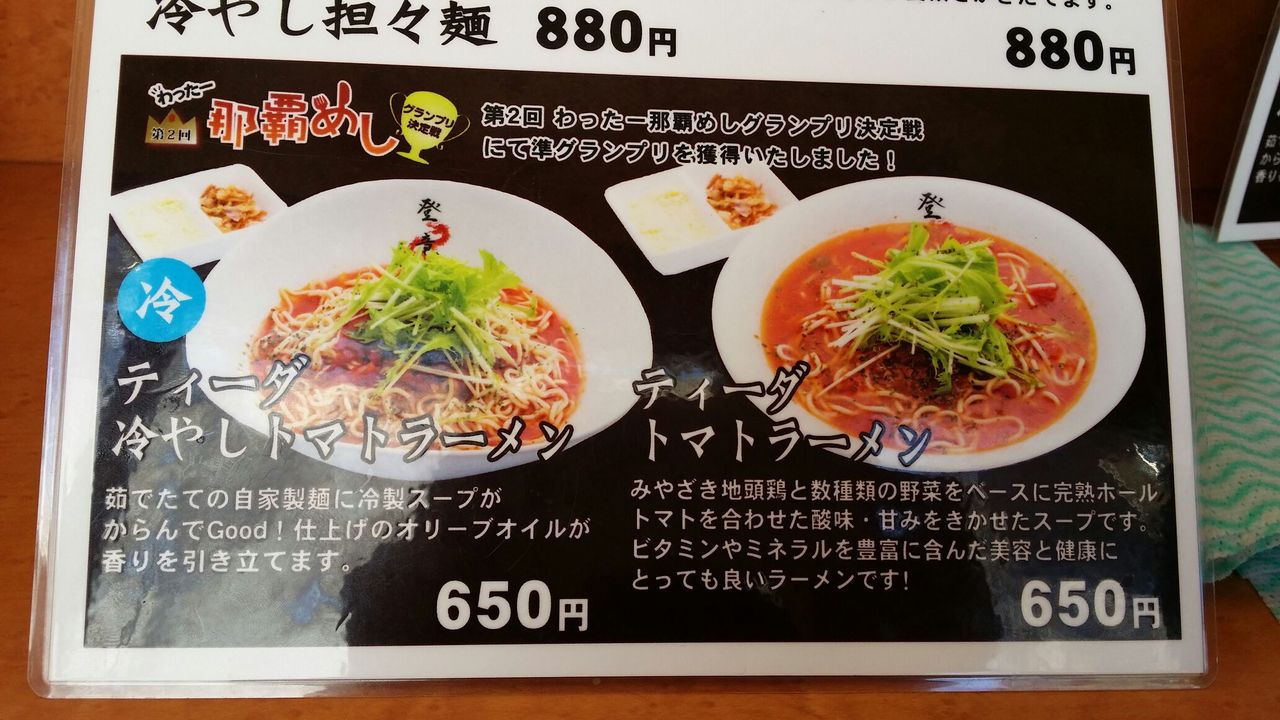 冷やし担々麺 880円
880円
わったー
第2回
那覇めし
グランプリ
決定戦
第2回 わったー那覇めしグランプリ決定戦
にて準グランプリを獲得いたしました！
登
登
冷
ティーダ
冷やしトマトラーメン
茹でたての自家製麺に冷製スープが
からんでGood！仕上げのオリーブオイルが
香りを引き立てます。
650円
ティーダ
トマトラーメン
みやざき地頭鶏と数種類の野菜をベースに完熟ホール
トマトを合わせた酸味・甘みをきかせたスープです。
ビタミンやミネラルを豊富に含んだ美容と健康に
とっても良いラーメンです!
650円